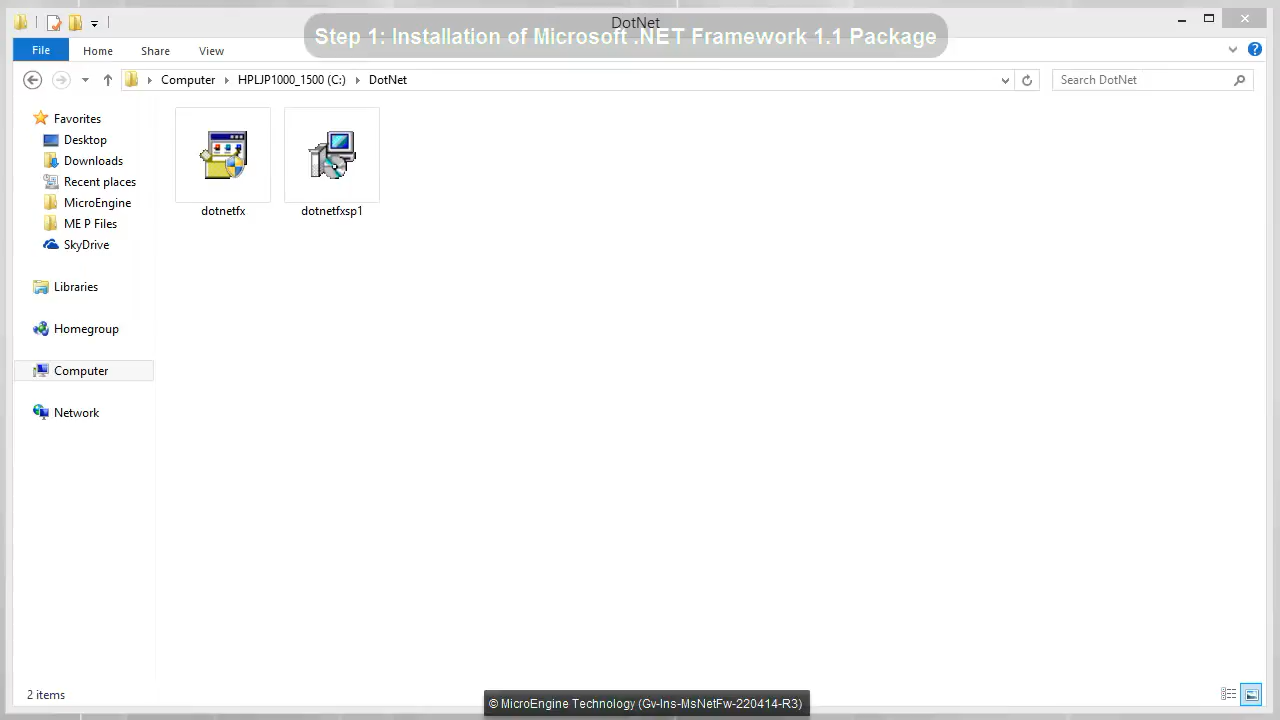 DotNet
Step 1: Installation of Microsoft .NET Framework 1.1 Package
File Home Share View
Computer HPLJP1000_1500 (C:) DotNet Search DotNet
Favorites
Desktop
Downloads
Recent places
MicroEngine
ME P Files
SkyDrive
Libraries
Homegroup
Computer
Network
dotnetfx dotnetfxsp1
2 items
© MicroEngine Technology (Gv-Ins-MsNetFw-220414-R3)